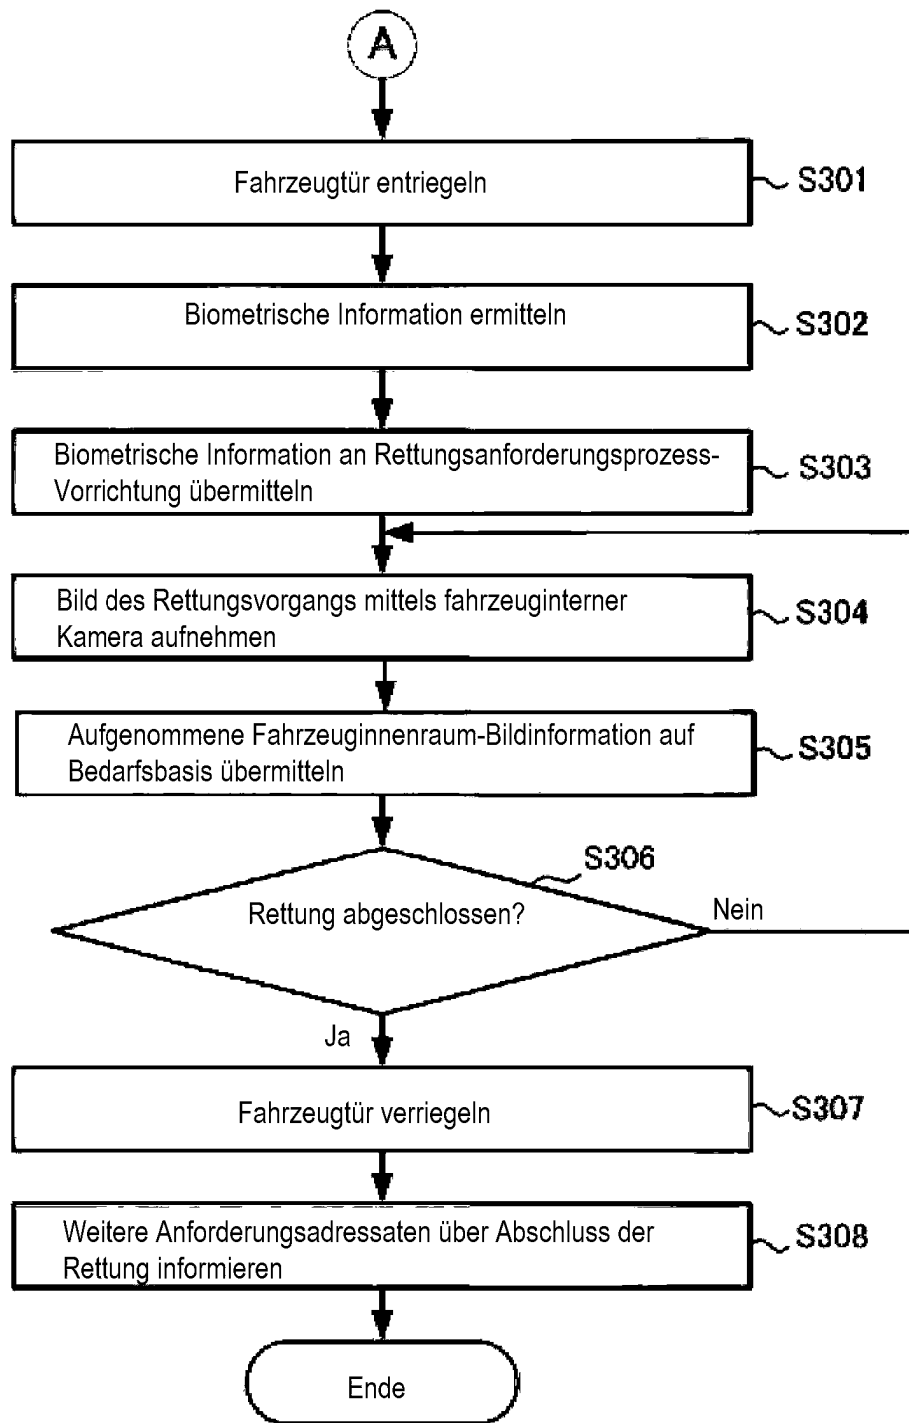 A
Fahrzeugtür entriegeln
S301
Biometrische Information ermitteln
S302
Biometrische Information an Rettungsanforderungsprozess-
Vorrichtung übermitteln
S303
Bild des Rettungsvorgangs mittels fahrzeuginterner
Kamera aufnehmen
S304
Aufgenommene Fahrzeuginnenraum-Bildinformation auf
Bedarfsbasis übermitteln
S305
S306
Rettung abgeschlossen?
Nein
Ja
Fahrzeugtür verriegeln
S307
Weitere Anforderungsadressaten über Abschluss der
Rettung informieren
S308
Ende